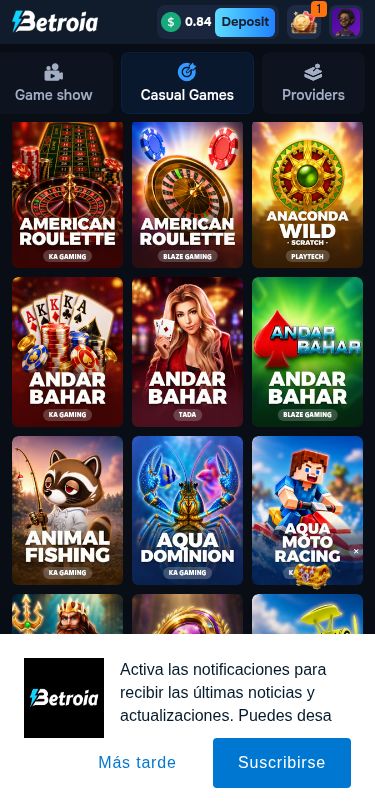 Betroia
$ 0.84 Deposit
1
Game show
Casual Games
Providers
AMERICAN ROULETTE
KA GAMING
AMERICAN ROULETTE
BLAZE GAMING
ANACONDA WILD
• SCRATCH •
PLAYTECH
ANDAR BAHAR
KA GAMING
ANDAR BAHAR
TADA
ANDAR BAHAR
ANDAR BAHAR
BLAZE GAMING
ANIMAL FISHING
KA GAMING
AQUA DOMINION
KA GAMING
AQUA MOTO RACING
Betroia
Activa las notificaciones para
recibir las últimas noticias y
actualizaciones. Puedes desa
Más tarde
Suscribirse